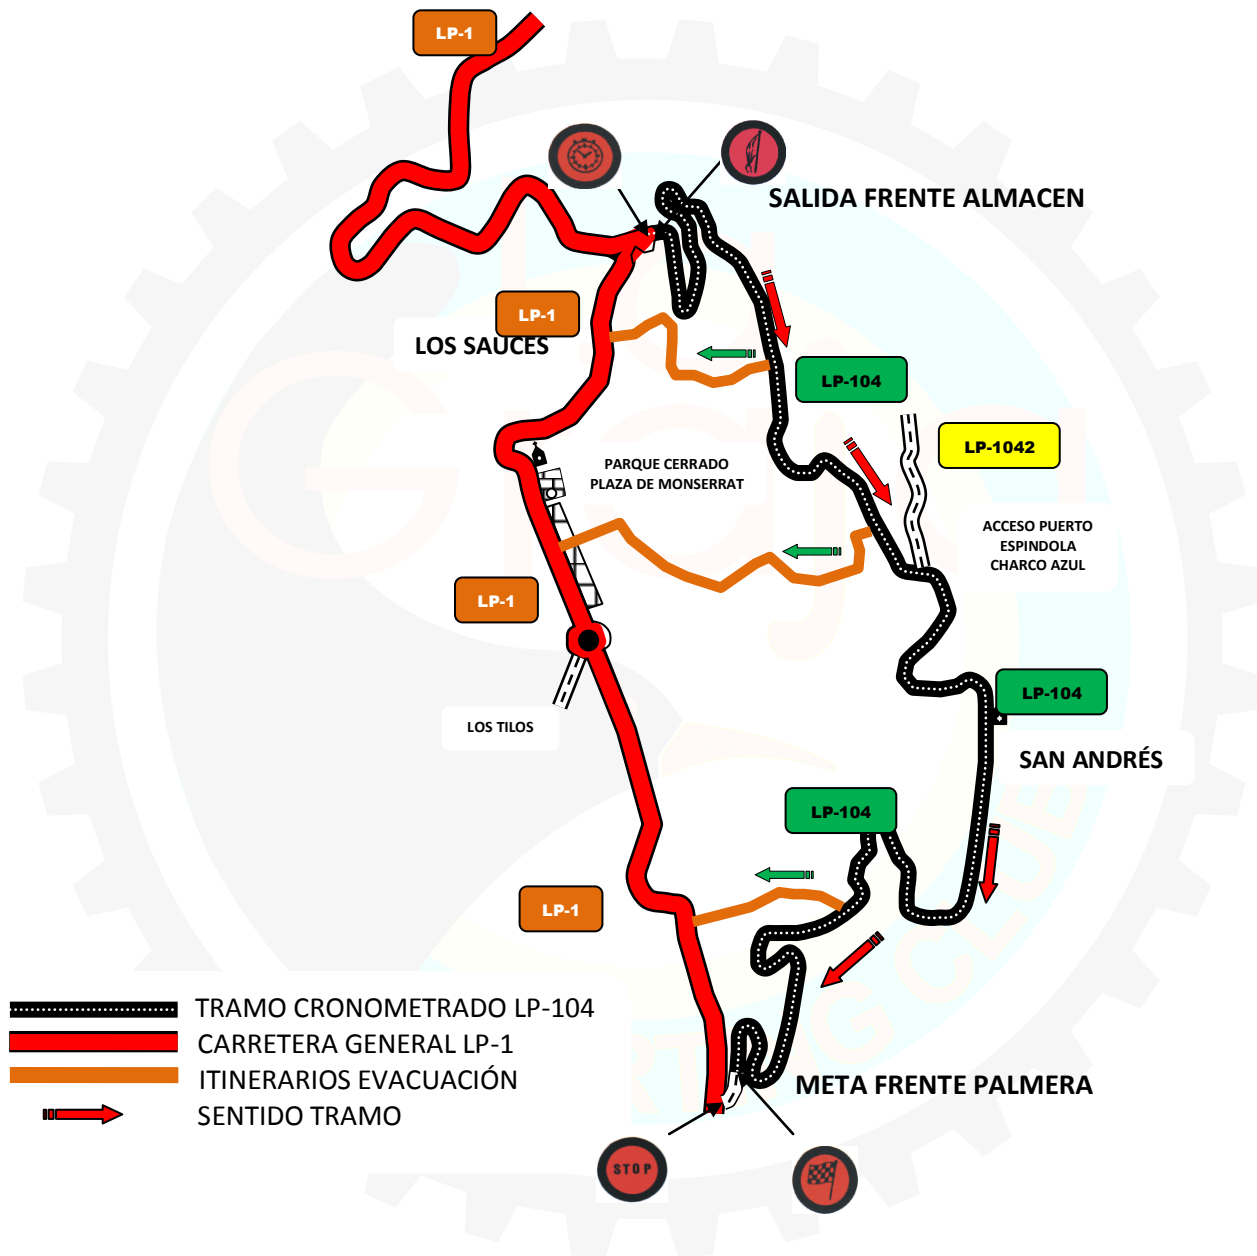 LP-1
SALIDA FRENTE ALMACEN
LP-1
LOS SAUCES
LP-104
LP-1042
PARQUE CERRADO
PLAZA DE MONSERRAT
ACCESO PUERTO
ESPINDOLA
CHARCO AZUL
LP-1
LP-104
LOS TILOS
SAN ANDRÉS
LP-104
LP-1
TRAMO CRONOMETRADO LP-104
CARRETERA GENERAL LP-1
ITINERARIOS EVACUACIÓN
SENTIDO TRAMO
META FRENTE PALMERA
STOP